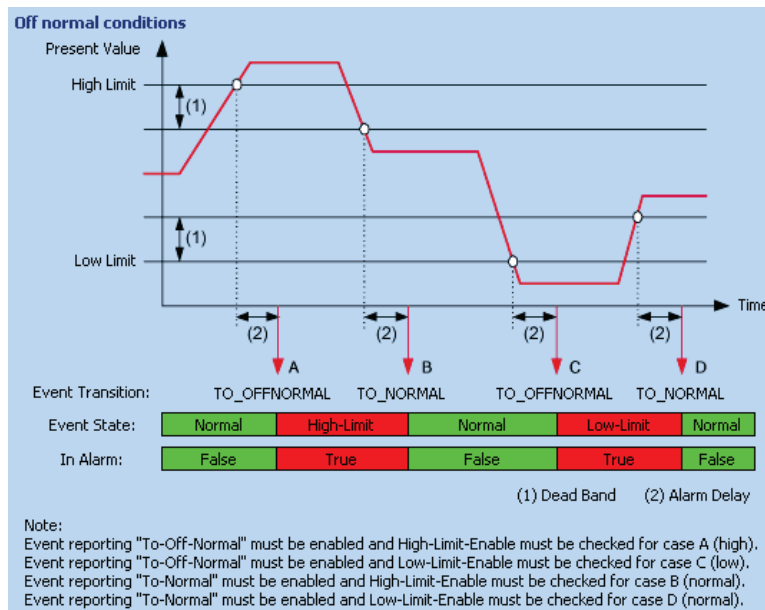 Off normal conditions
Present Value
High Limit
(1)
(1)
Low Limit
Time
(2) (2) (2) (2)
A B C D
Event Transition: TO_OFFNORMAL TO_NORMAL TO_OFFNORMAL TO_NORMAL
Event State: Normal High-Limit Normal Low-Limit Normal
In Alarm: False True False True False
(1) Dead Band (2) Alarm Delay
Note:
Event reporting "To-Off-Normal" must be enabled and High-Limit-Enable must be checked for case A (high).
Event reporting "To-Off-Normal" must be enabled and Low-Limit-Enable must be checked for case C (low).
Event reporting "To-Normal" must be enabled and High-Limit-Enable must be checked for case B (normal).
Event reporting "To-Normal" must be enabled and Low-Limit-Enable must be checked for case D (normal).